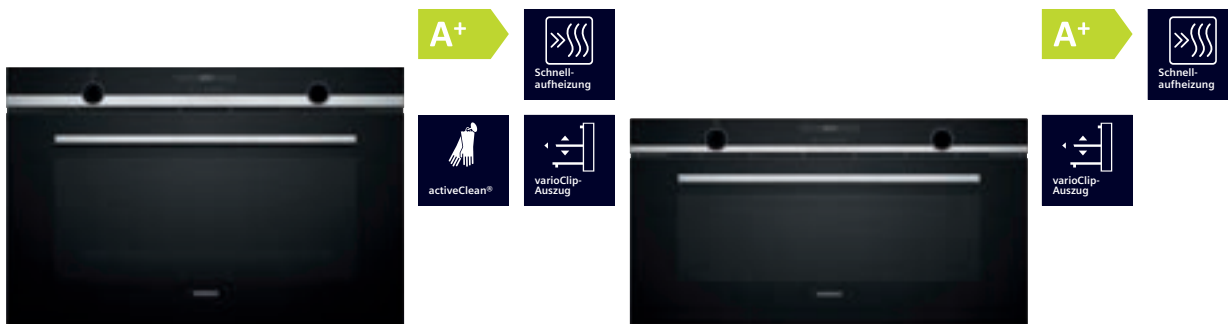 A+
Schnell-
aufheizung
activeClean®
varioClip-
Auszug
A+
Schnell-
aufheizung
varioClip-
Auszug